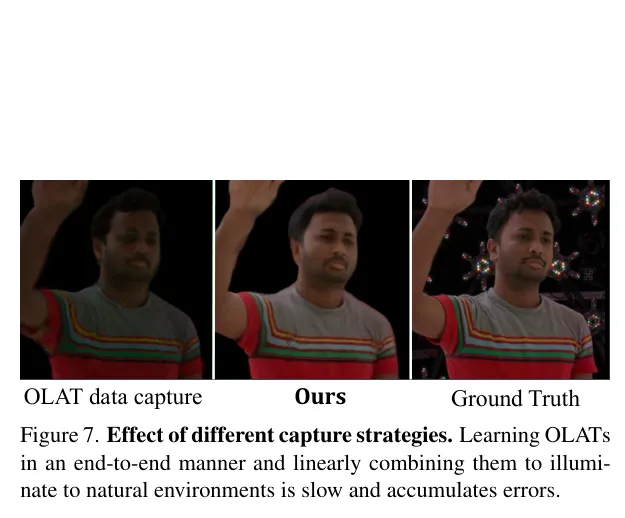 OLAT data capture
Ours
Ground Truth
Figure 7. Effect of different capture strategies. Learning OLATs
in an end-to-end manner and linearly combining them to illumi-
nate to natural environments is slow and accumulates errors.